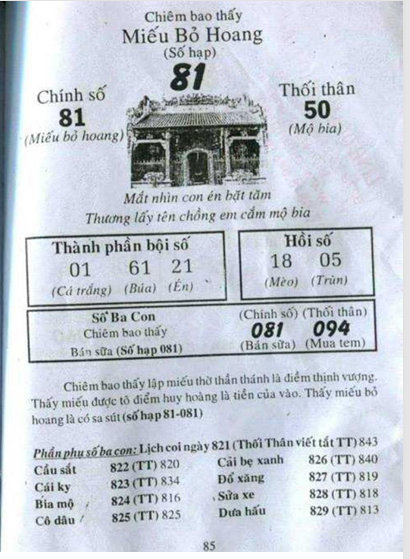 Chiêm bao thấy
Miếu Bỏ Hoang
(Số hạp)
81
Chính số
81
(Miếu bỏ hoang)
Thối thân
50
(Mộ bia)
Mắt nhìn con én bặt tăm
Thương lấy tên chồng em cắm mộ bia
Thành phần bội số
01 61 21
(Cá trắng) (Búa) (Én)
Hồi số
18 05
(Mèo) (Trùn)
Số Ba Con
Chiêm bao thấy
Bán sữa (Số hạp 081)
(Chính số) (Thối thân)
081 094
(Bán sữa) (Mua tem)
Chiêm bao thấy lập miếu thờ thần thánh là điềm thịnh vượng.
Thấy miếu được tô điểm huy hoàng là tiền của vào. Thấy miếu bỏ
hoang là có sa sút (số hạp 81-081)
Phần phụ số ba con: Lịch coi ngày 821 (Thối Thân viết tắt TT) 843
Cầu sắt 822 (TT) 820 Cải bẹ xanh 826 (TT) 840
Cái ky 823 (TT) 834 Đổ xăng 827 (TT) 819
Bia mộ 824 (TT) 816 Sửa xe 828 (TT) 818
Cô dâu 825 (TT) 825 Dưa hấu 829 (TT) 813
85